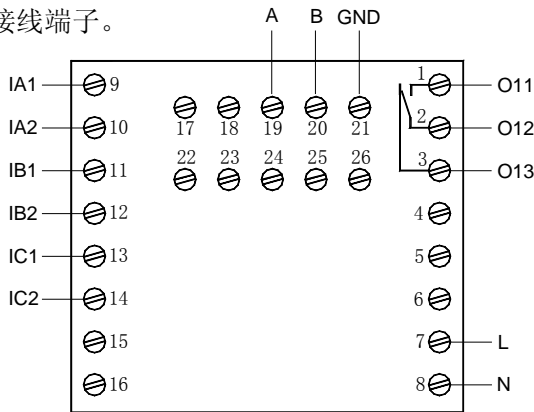 接线端子。
A B GND
IA1 9 1 O11
17 18 19 20 21
IA2 10 2 O12
22 23 24 25 26
IB1 11 3 O13
IB2 12 4
IC1 13 5
IC2 14 6
15 7 L
16 8 N